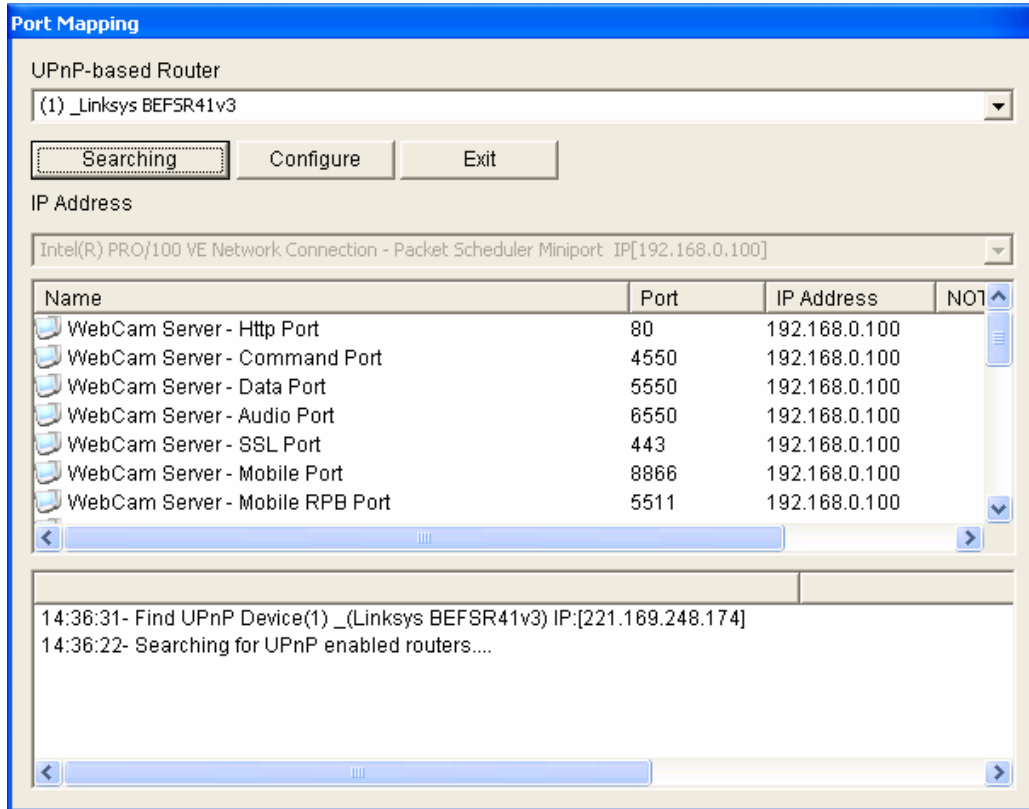 Port Mapping
UPnP-based Router
(1) _Linksys BEFSR41v3
Searching Configure Exit
IP Address
Intel(R) PRO/100 VE Network Connection - Packet Scheduler Miniport IP[192.168.0.100]
Name Port IP Address NOT
WebCam Server - Http Port 80 192.168.0.100
WebCam Server - Command Port 4550 192.168.0.100
WebCam Server - Data Port 5550 192.168.0.100
WebCam Server - Audio Port 6550 192.168.0.100
WebCam Server - SSL Port 443 192.168.0.100
WebCam Server - Mobile Port 8866 192.168.0.100
WebCam Server - Mobile RPB Port 5511 192.168.0.100
14:36:31- Find UPnP Device(1) _(Linksys BEFSR41v3) IP:[221.169.248.174]
14:36:22- Searching for UPnP enabled routers....